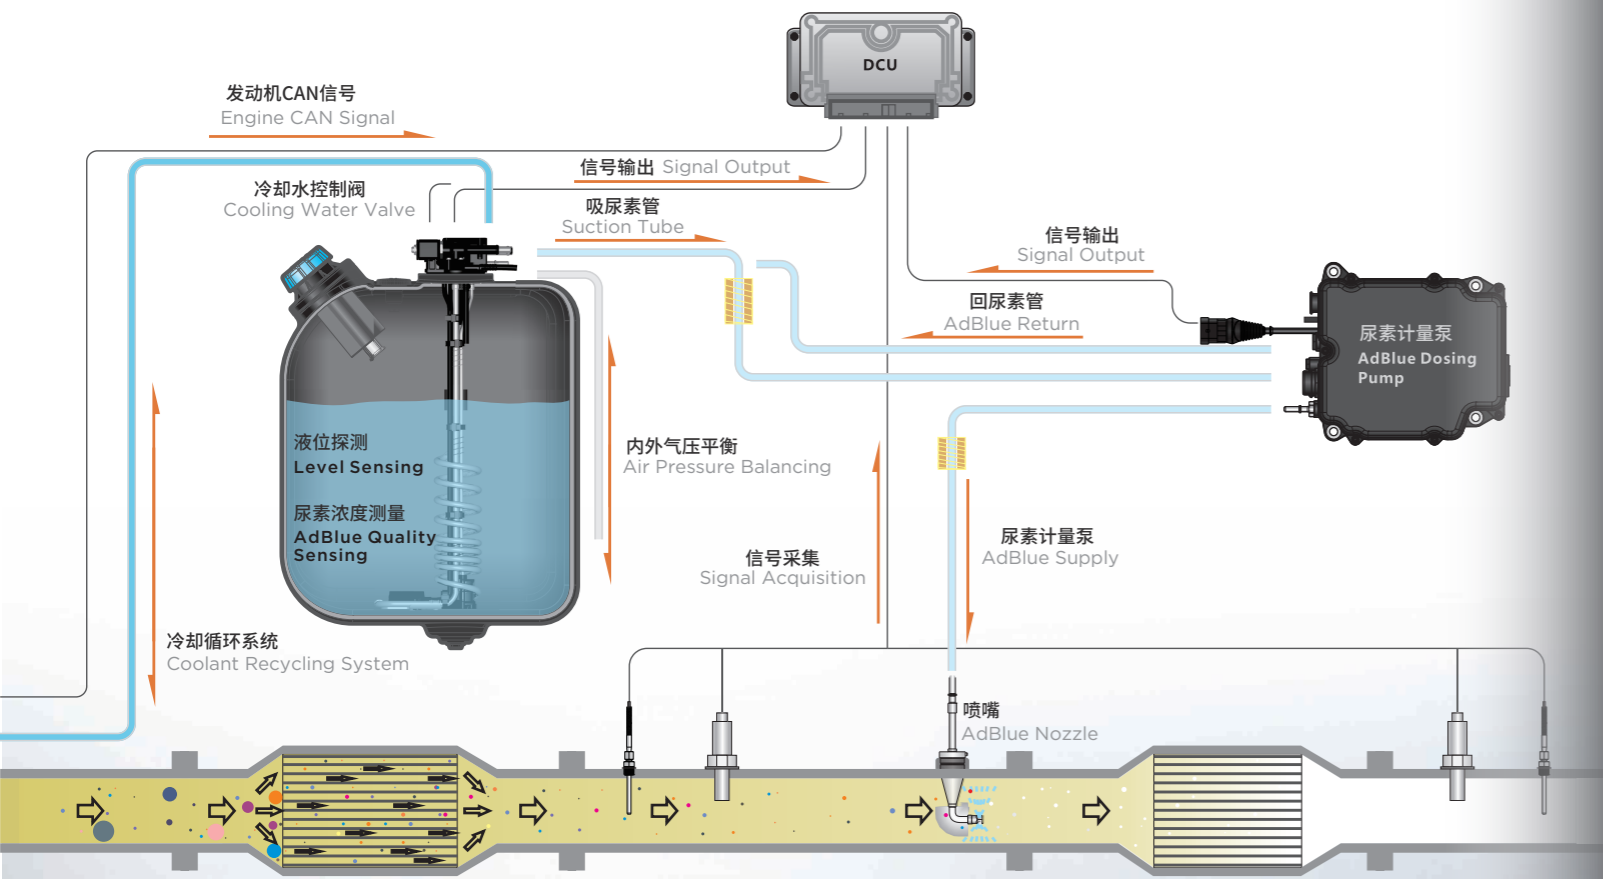 DCU
发动机CAN信号
Engine CAN Signal
信号输出 Signal Output
冷却水控制阀
Cooling Water Valve
吸尿素管
Suction Tube
信号输出
Signal Output
回尿素管
AdBlue Return
尿素计量泵
AdBlue Dosing
Pump
液位探测
Level Sensing
内外气压平衡
Air Pressure Balancing
尿素浓度测量
AdBlue Quality
Sensing
尿素计量泵
AdBlue Supply
信号采集
Signal Acquisition
冷却循环系统
Coolant Recycling System
喷嘴
AdBlue Nozzle